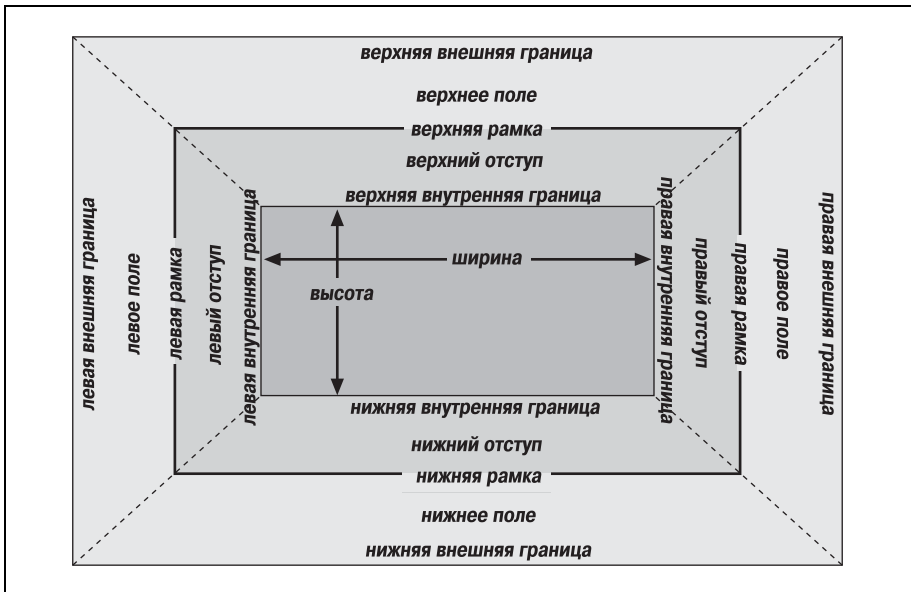 верхняя внешняя граница
верхнее поле
верхняя рамка
верхний отступ
верхняя внутренняя граница
левая внешняя граница
левое поле
левая рамка
левый отступ
левая внутренняя граница
ширина
высота
правая внутренняя граница
правый отступ
правая рамка
правое поле
правая внешняя граница
нижняя внутренняя граница
нижний отступ
нижняя рамка
нижнее поле
нижняя внешняя граница